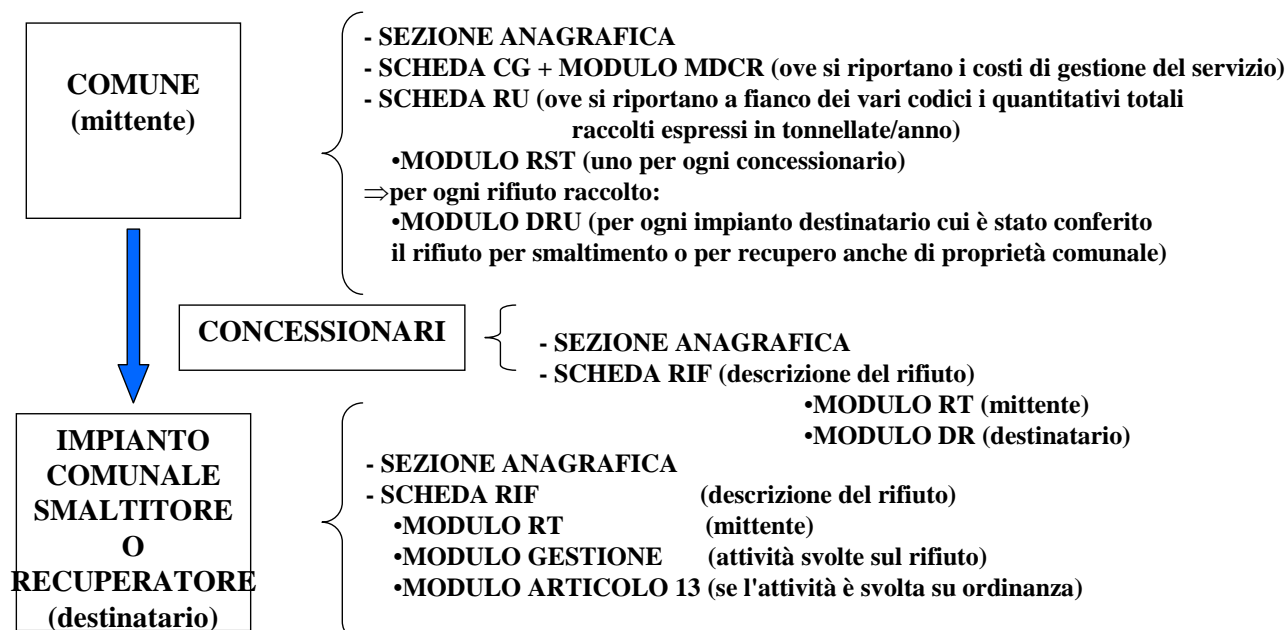 COMUNE
(mittente)
- SEZIONE ANAGRAFICA
- SCHEDA CG + MODULO MDCR (ove si riportano i costi di gestione del servizio)
- SCHEDA RU (ove si riportano a fianco dei vari codici i quantitativi totali
raccolti espressi in tonnellate/anno)
•MODULO RST (uno per ogni concessionario)
⇒per ogni rifiuto raccolto:
•MODULO DRU (per ogni impianto destinatario cui è stato conferito
il rifiuto per smaltimento o per recupero anche di proprietà comunale)
CONCESSIONARI
- SEZIONE ANAGRAFICA
- SCHEDA RIF (descrizione del rifiuto)
•MODULO RT (mittente)
•MODULO DR (destinatario)
IMPIANTO
COMUNALE
SMALTITORE
O
RECUPERATORE
(destinatario)
- SEZIONE ANAGRAFICA
- SCHEDA RIF (descrizione del rifiuto)
•MODULO RT (mittente)
•MODULO GESTIONE (attività svolte sul rifiuto)
•MODULO ARTICOLO 13 (se l'attività è svolta su ordinanza)